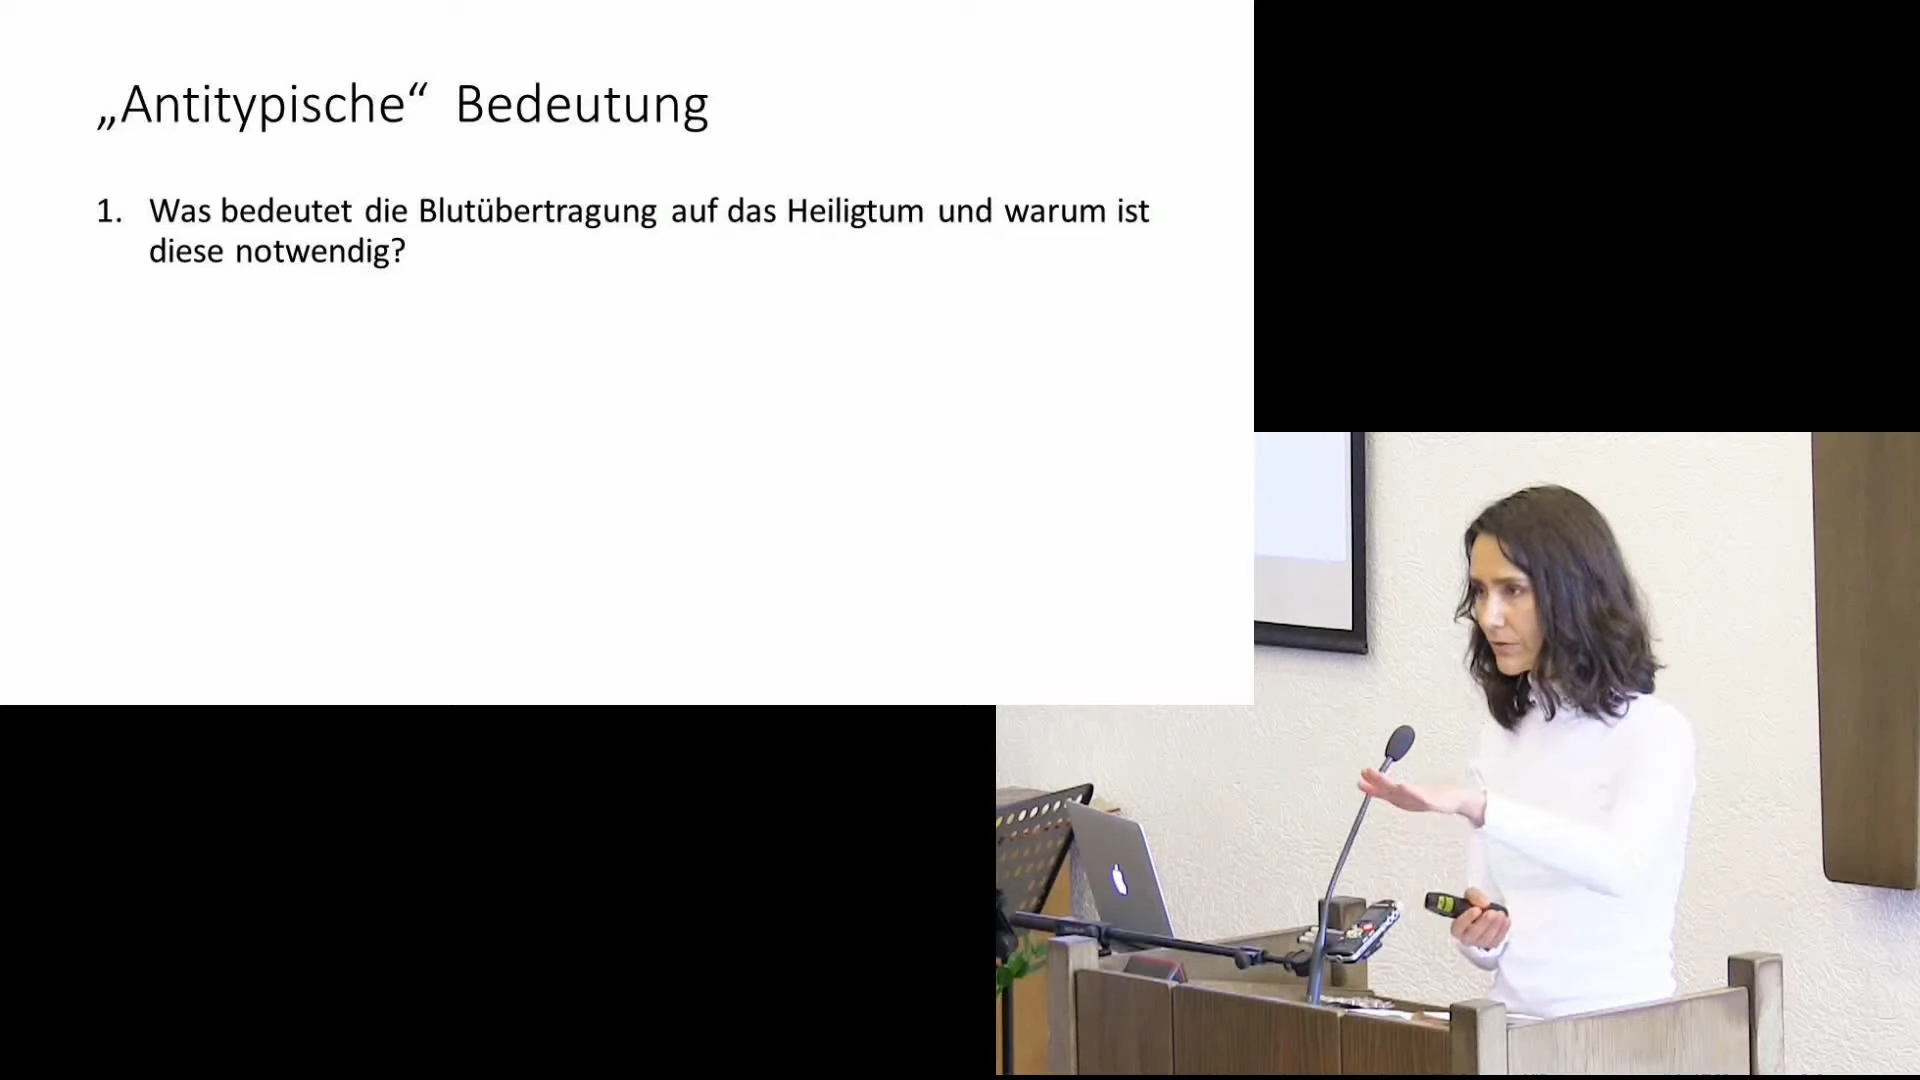 „Antitypische“ Bedeutung
1. Was bedeutet die Blutübertragung auf das Heiligtum und warum ist
diese notwendig?